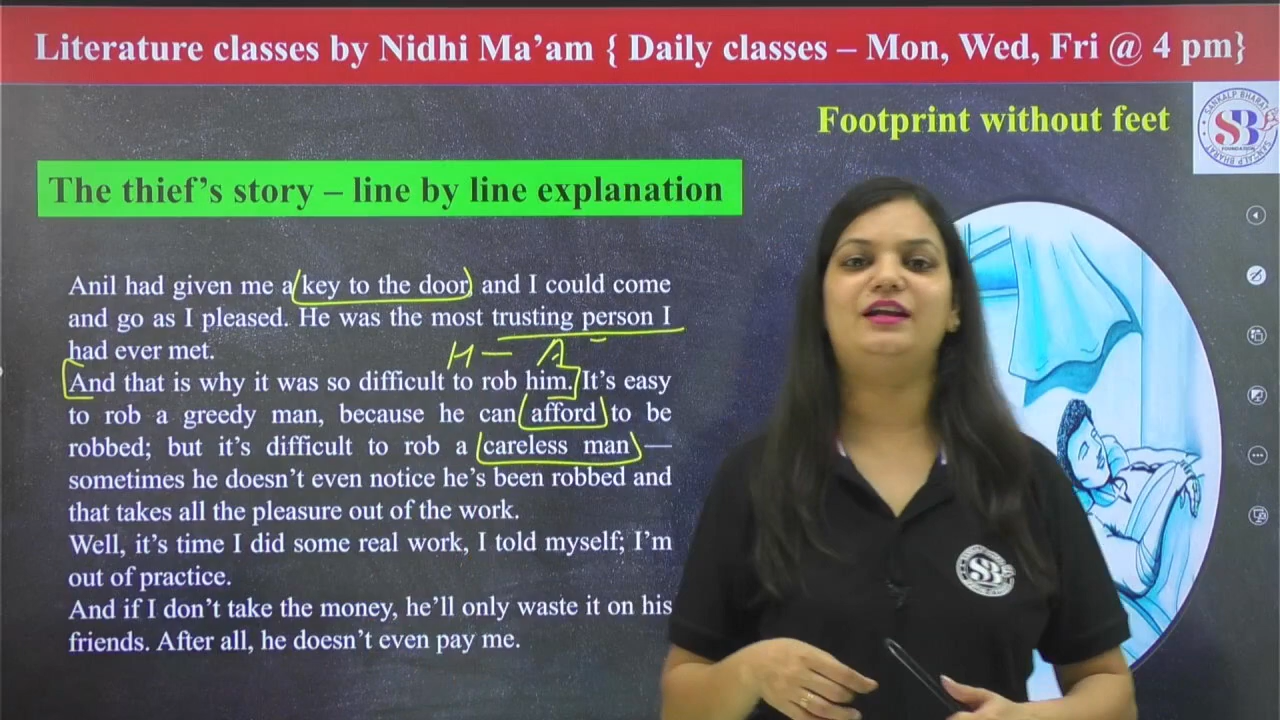 Literature classes by Nidhi Ma'am { Daily classes – Mon, Wed, Fri @ 4 pm}
Footprint without feet
SANKALP BHARAT
SB
FOUNDATION
The thief's story – line by line explanation
Anil had given me a key to the door, and I could come
and go as I pleased. He was the most trusting person I
had ever met.
H – A
And that is why it was so difficult to rob him. It's easy
to rob a greedy man, because he can afford to be
robbed; but it's difficult to rob a careless man —
sometimes he doesn't even notice he's been robbed and
that takes all the pleasure out of the work.
Well, it's time I did some real work, I told myself; I'm
out of practice.
And if I don't take the money, he'll only waste it on his
friends. After all, he doesn't even pay me.
SB